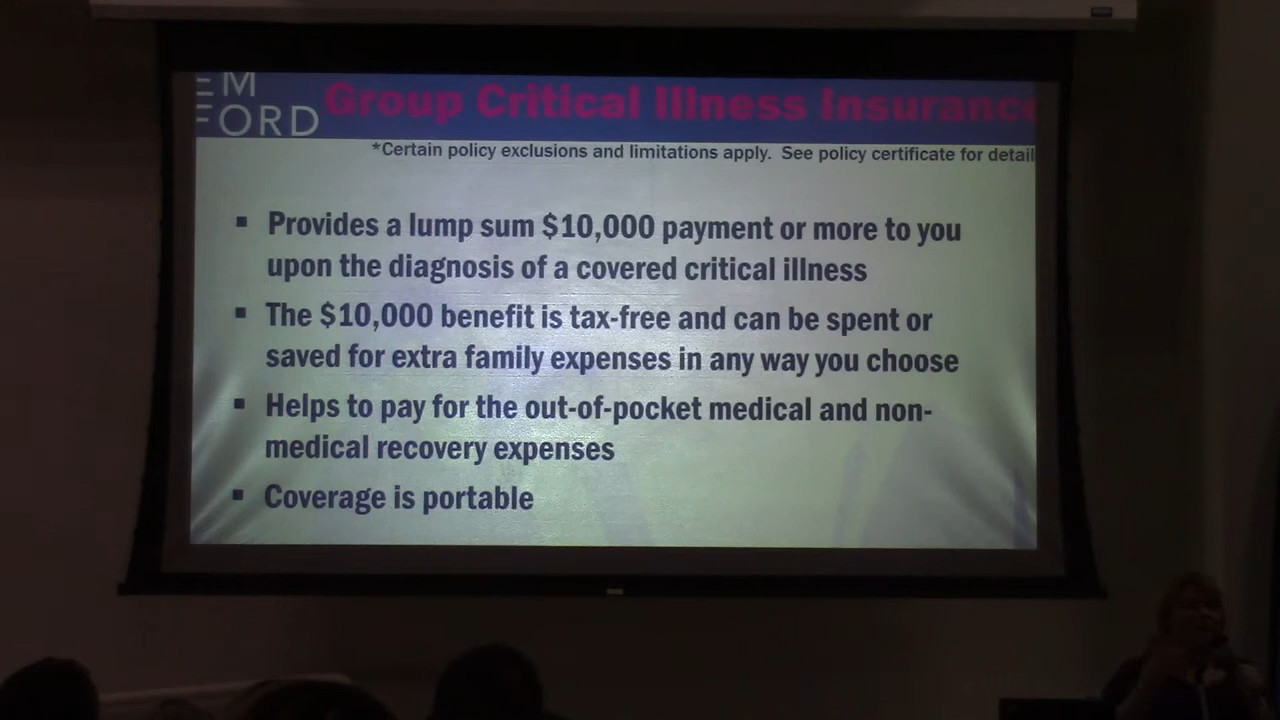 EM
FORD
Group Critical Illness Insurance
*Certain policy exclusions and limitations apply. See policy certificate for detail
▪ Provides a lump sum $10,000 payment or more to you
upon the diagnosis of a covered critical illness
▪ The $10,000 benefit is tax-free and can be spent or
saved for extra family expenses in any way you choose
▪ Helps to pay for the out-of-pocket medical and non-
medical recovery expenses
▪ Coverage is portable